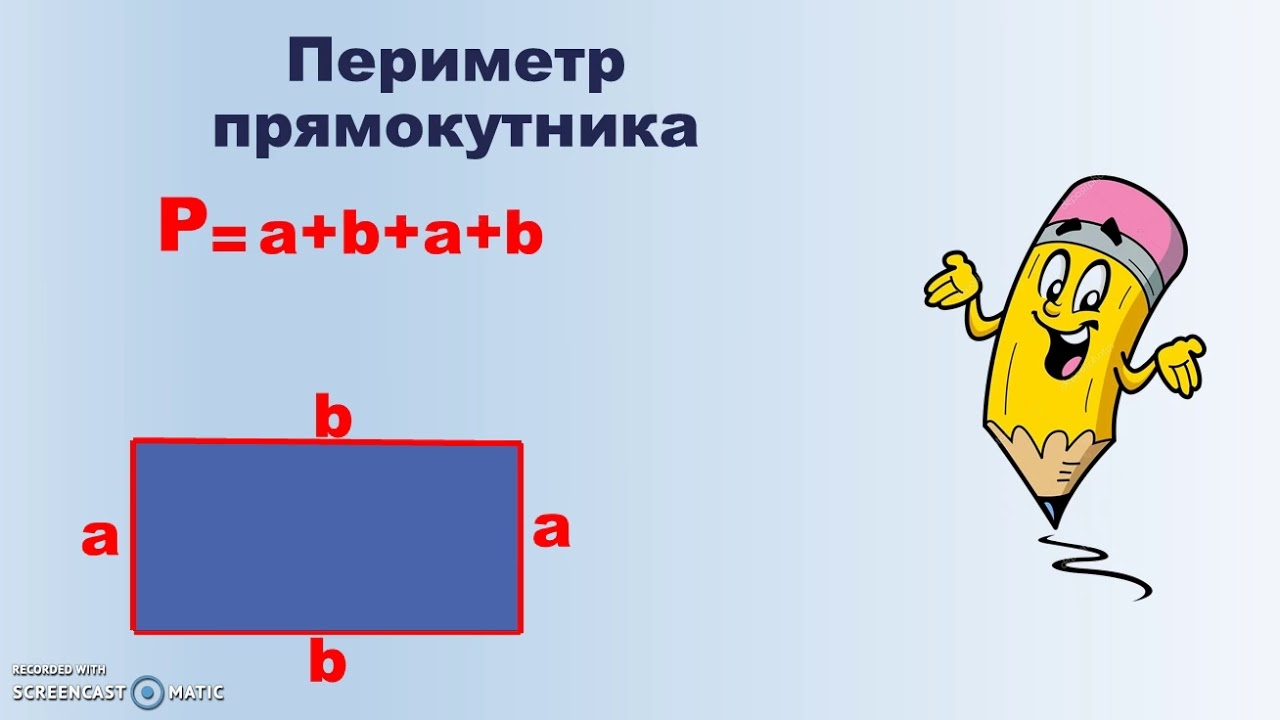 Периметр
прямокутника
P= a+b+a+b
b
a
a
b
RECORDED WITH
SCREENCAST MATIC